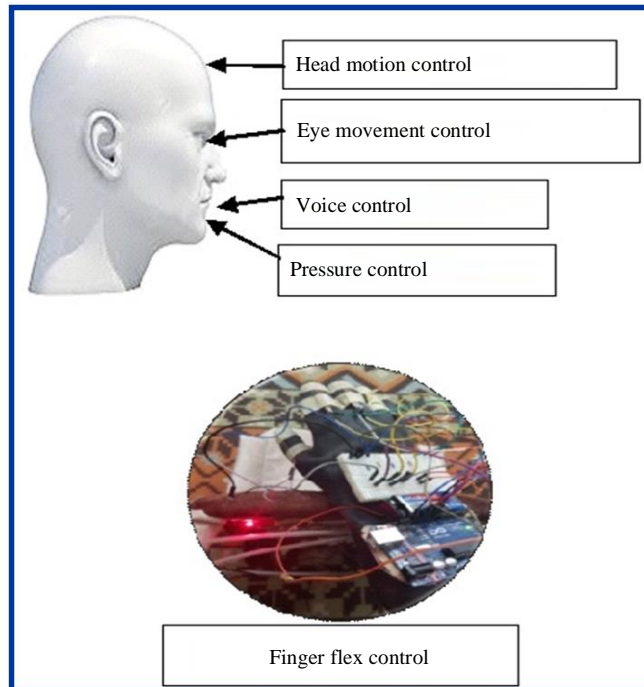 Head motion control
Eye movement control
Voice control
Pressure control
Finger flex control